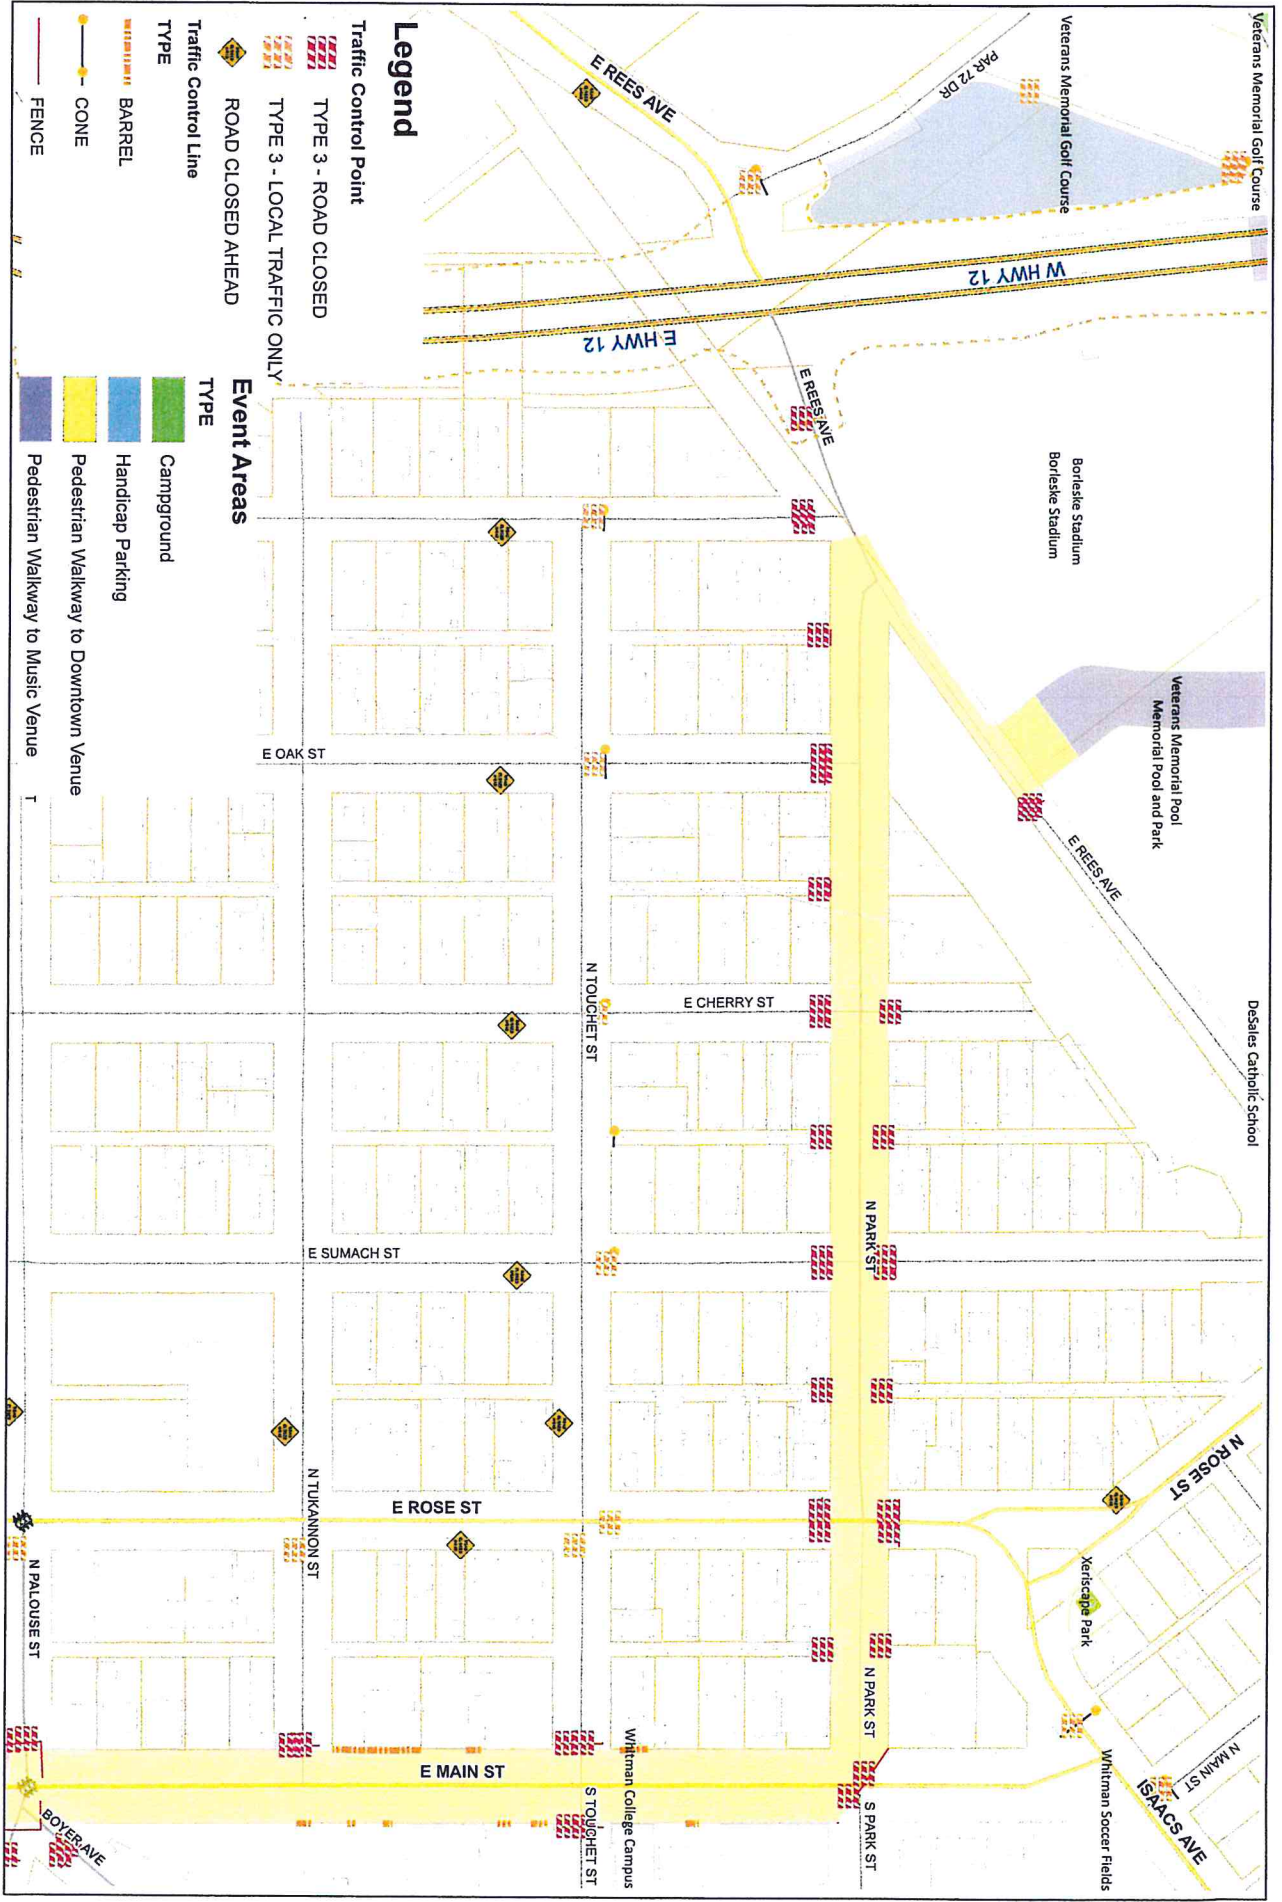 Legend
Traffic Control Point
TYPE 3 - ROAD CLOSED
TYPE 3 - LOCAL TRAFFIC ONLY
ROAD CLOSED AHEAD
Traffic Control Line
TYPE
BARREL
CONE
FENCE
Event Areas
TYPE
Campground
Handicap Parking
Pedestrian Walkway to Downtown Venue
Pedestrian Walkway to Music Venue
Veterans Memorial Golf Course
Veterans Memorial Golf Course
PAR 72 DR
E REES AVE
W HWY 12
E HWY 12
E REES AVE
Borleske Stadium
Borleske Stadium
Veterans Memorial Pool
Memorial Pool and Park
E REES AVE
DeSales Catholic School
E OAK ST
N TOUCHET ST
E CHERRY ST
N PARK ST
E SUMACH ST
N ROSE ST
E ROSE ST
N TUKANNON ST
N PALOUSE ST
Xeriscape Park
N PARK ST
Whitman College Campus
E MAIN ST
S TOUCHET ST
S PARK ST
Whitman Soccer Fields
N MAIN ST
ISAACS AVE
BOYER AVE
T